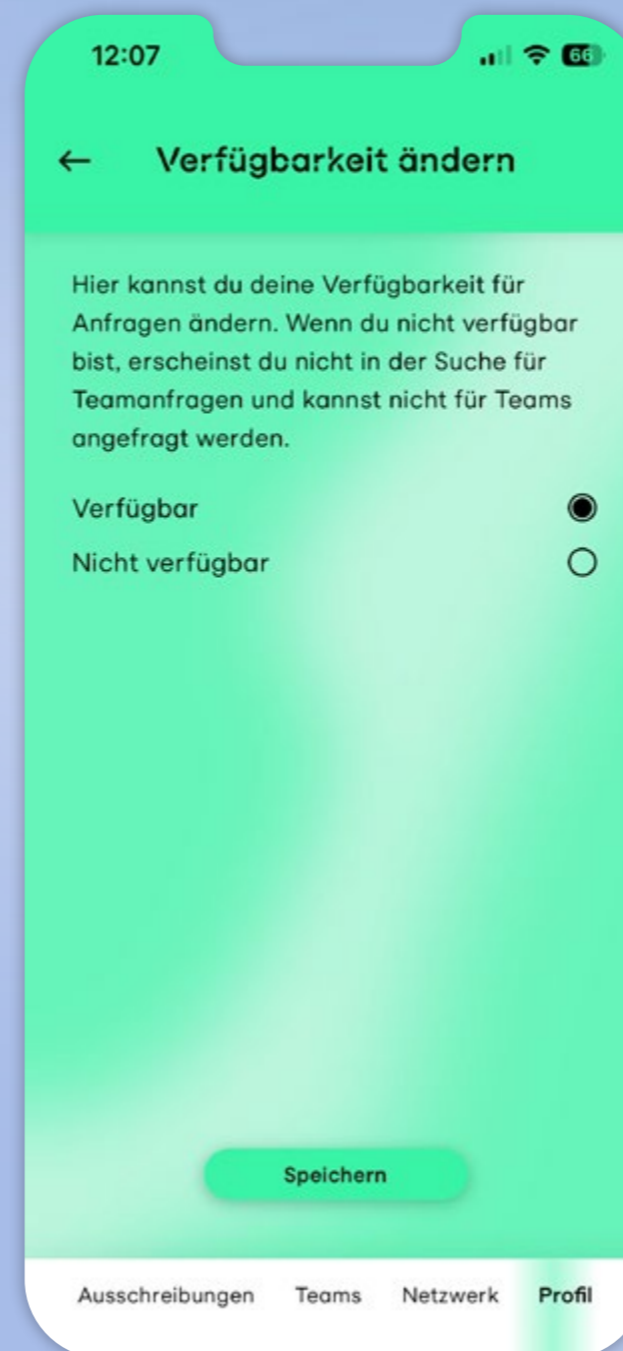 12:07
66
Verfügbarkeit ändern
Hier kannst du deine Verfügbarkeit für
Anfragen ändern. Wenn du nicht verfügbar
bist, erscheinst du nicht in der Suche für
Teamanfragen und kannst nicht für Teams
angefragt werden.
Verfügbar
Nicht verfügbar
Speichern
Ausschreibungen Teams Netzwerk Profil